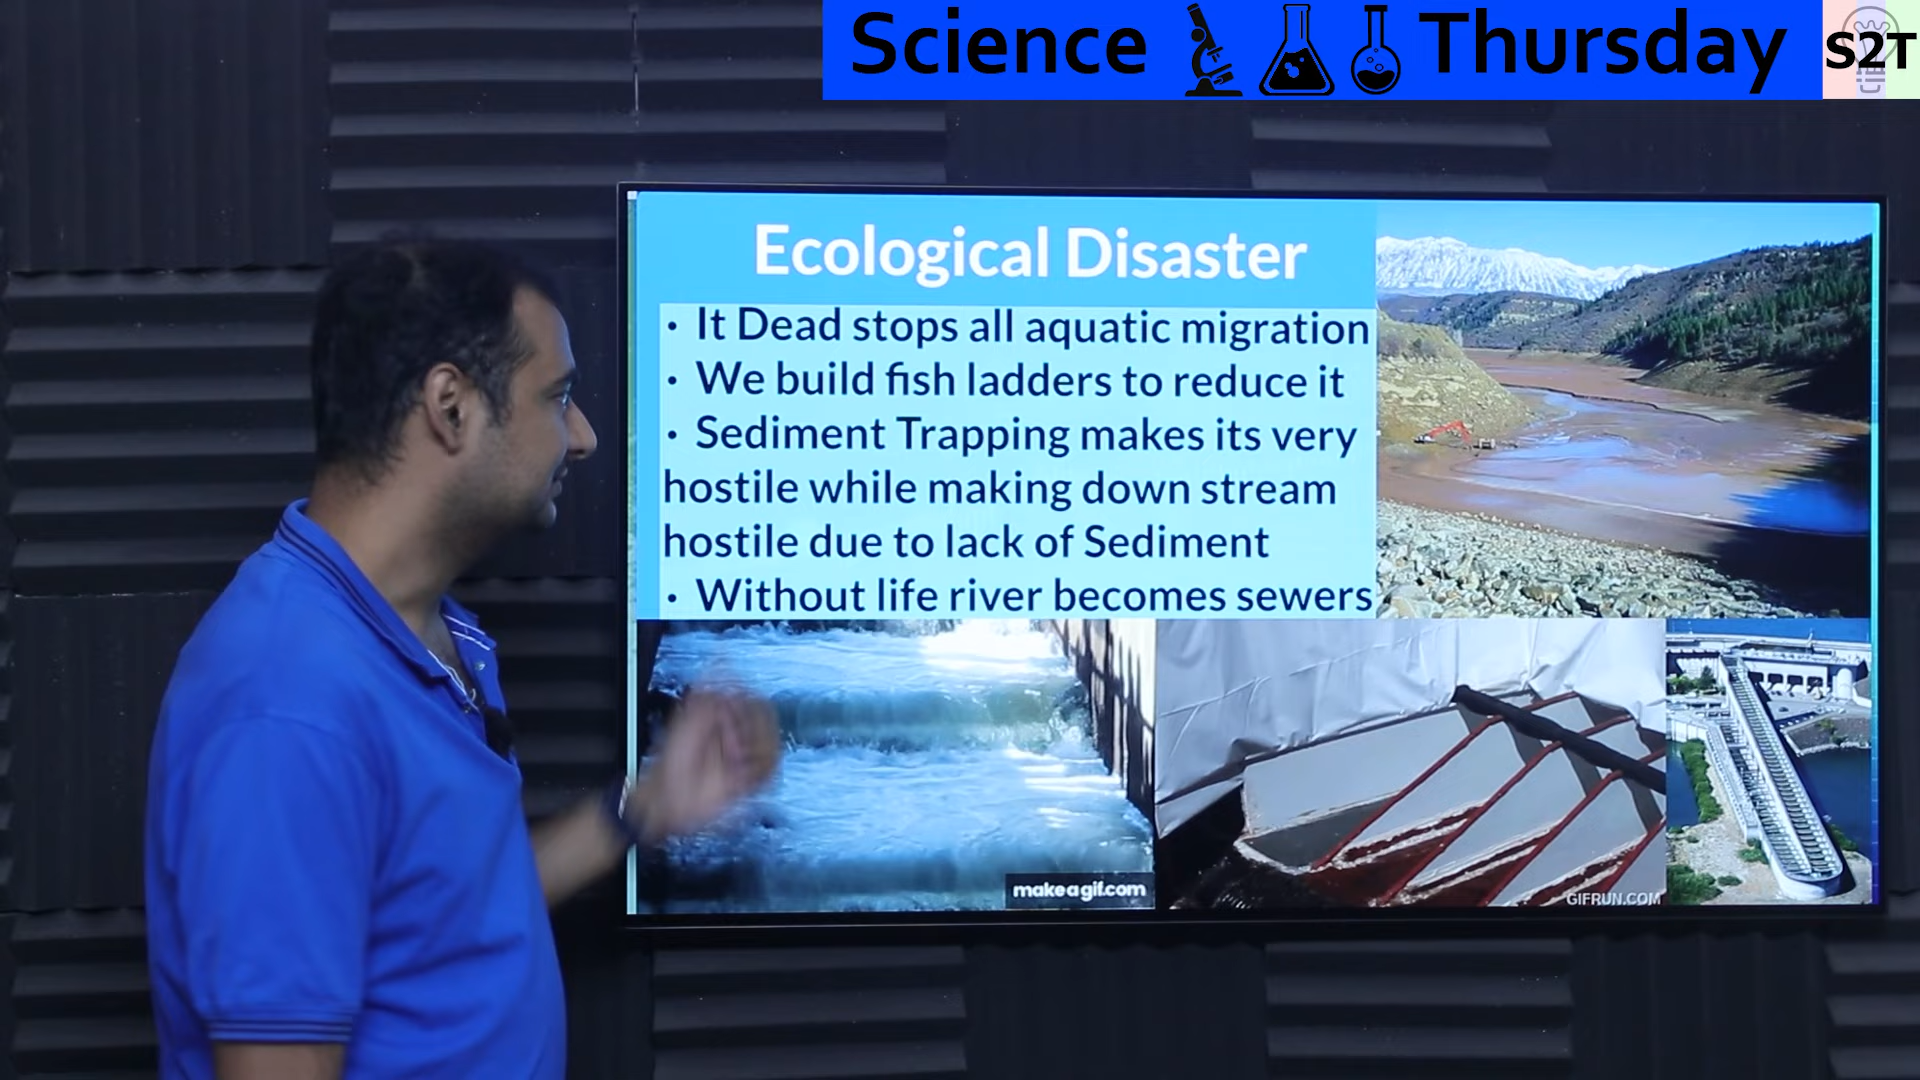 Science Thursday
S2T
Ecological Disaster
• It Dead stops all aquatic migration
• We build fish ladders to reduce it
• Sediment Trapping makes its very
hostile while making down stream
hostile due to lack of Sediment
• Without life river becomes sewers
makeagif.com
GIFRUN.COM